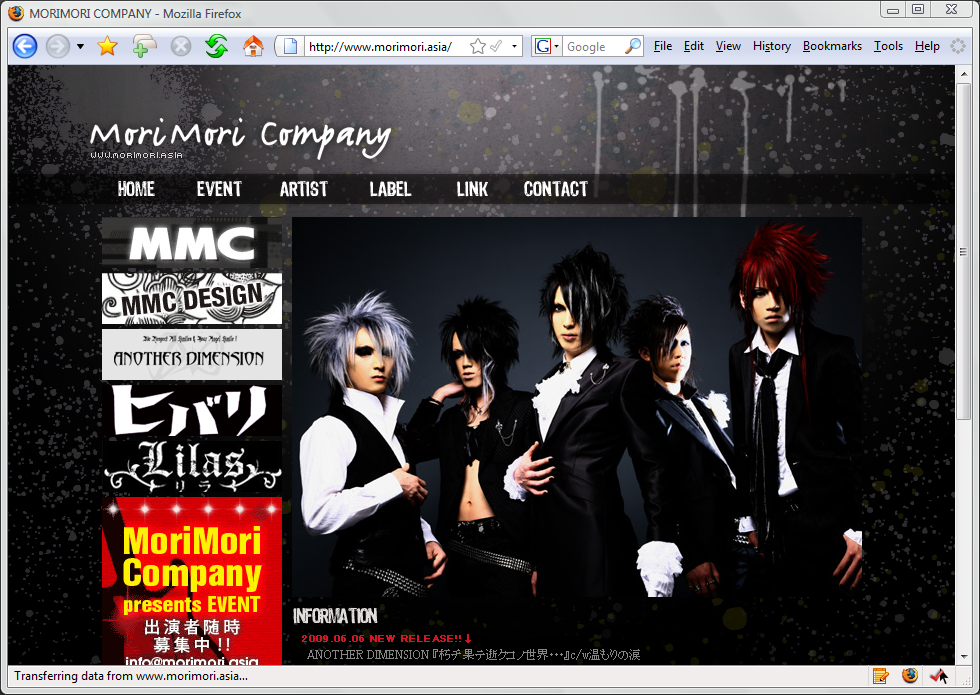 MORIMORI COMPANY - Mozilla Firefox
http://www.morimori.asia/
G
Google
File Edit View History Bookmarks Tools Help
MoriMori Company
WWW.MORIMORI.ASIA
HOME EVENT ARTIST LABEL LINK CONTACT
MMC
MMC DESIGN
ANOTHER DIMENSION
ヒバリ
Lilas
リラ
MoriMori
Company
presents EVENT
出演者随時
募集中!!
info@morimori.asia
INFORMATION
2009.06.06 NEW RELEASE!!↓
ANOTHER DIMENSION『朽チ果テ逝クコノ世界…』c/w温もりの涙
Transferring data from www.morimori.asia...